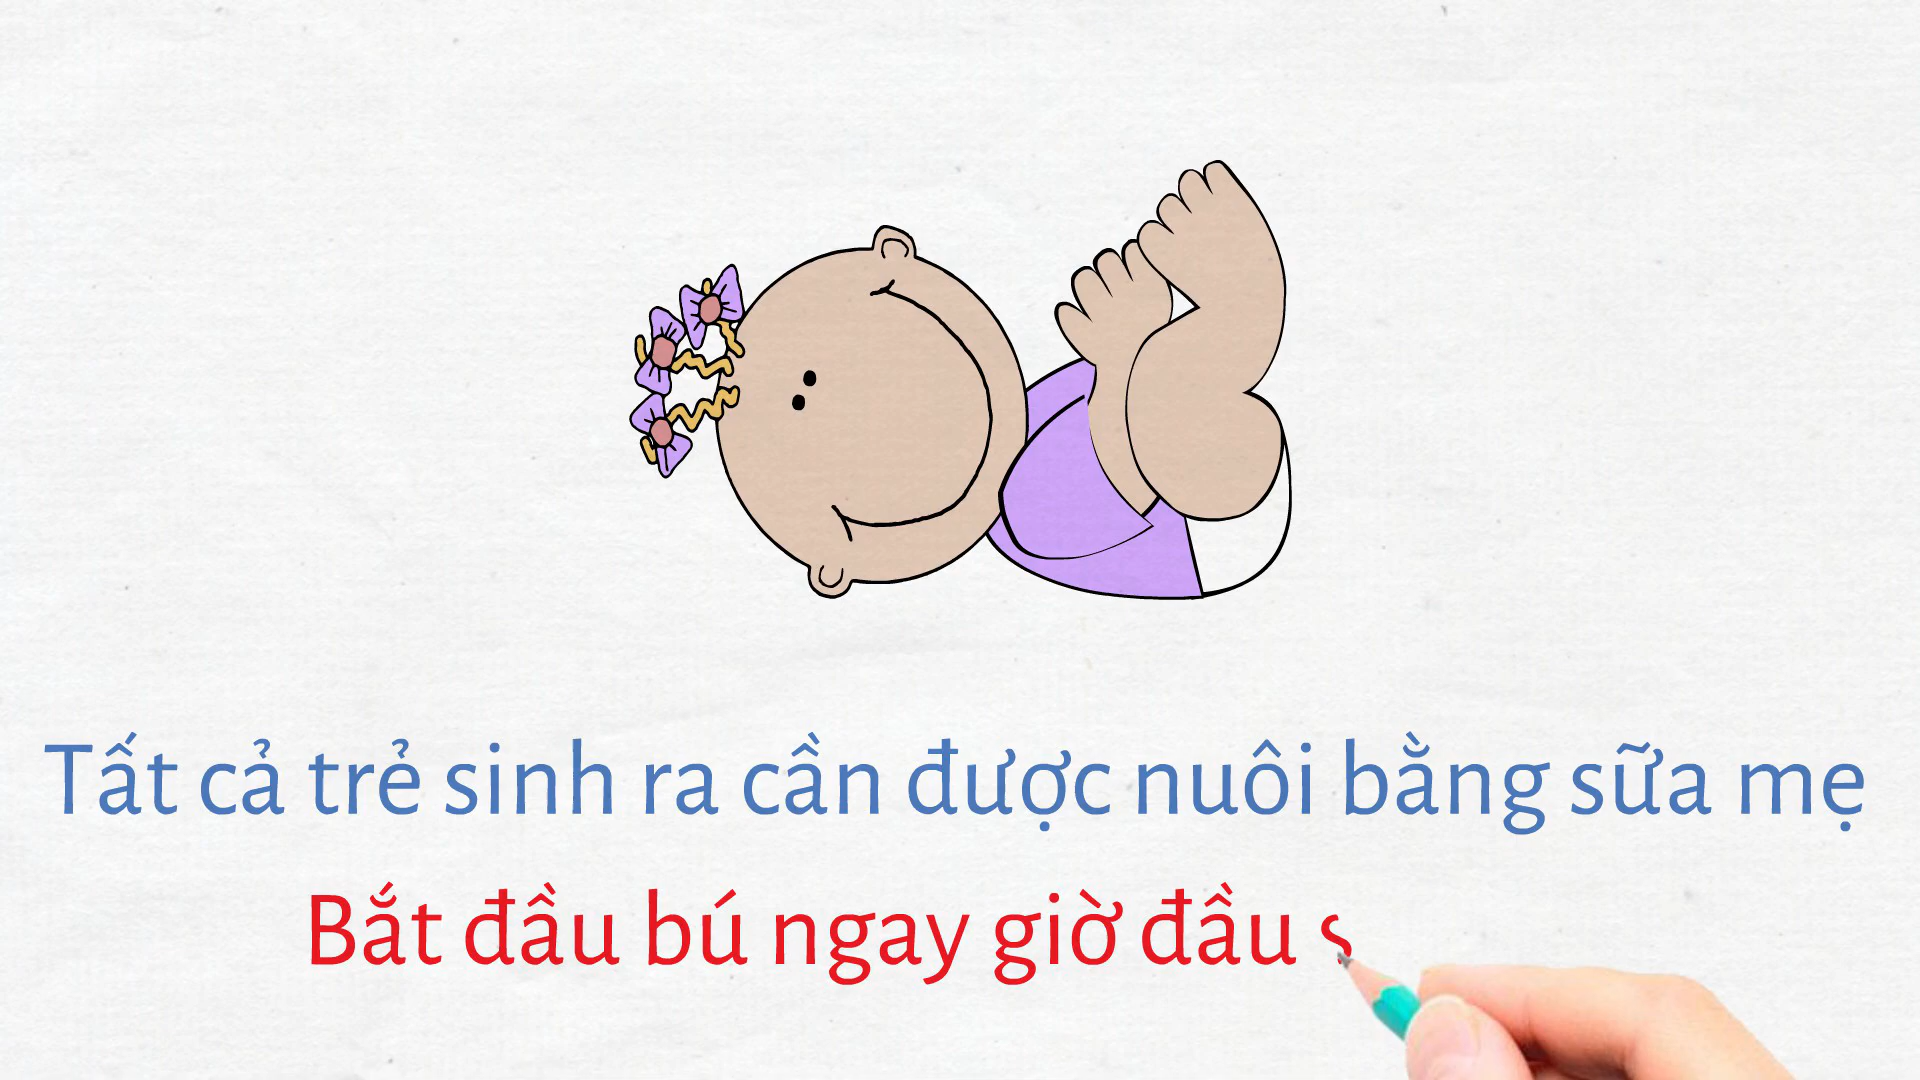 Tất cả trẻ sinh ra cần được nuôi bằng sữa mẹ
Bắt đầu bú ngay giờ đầu s